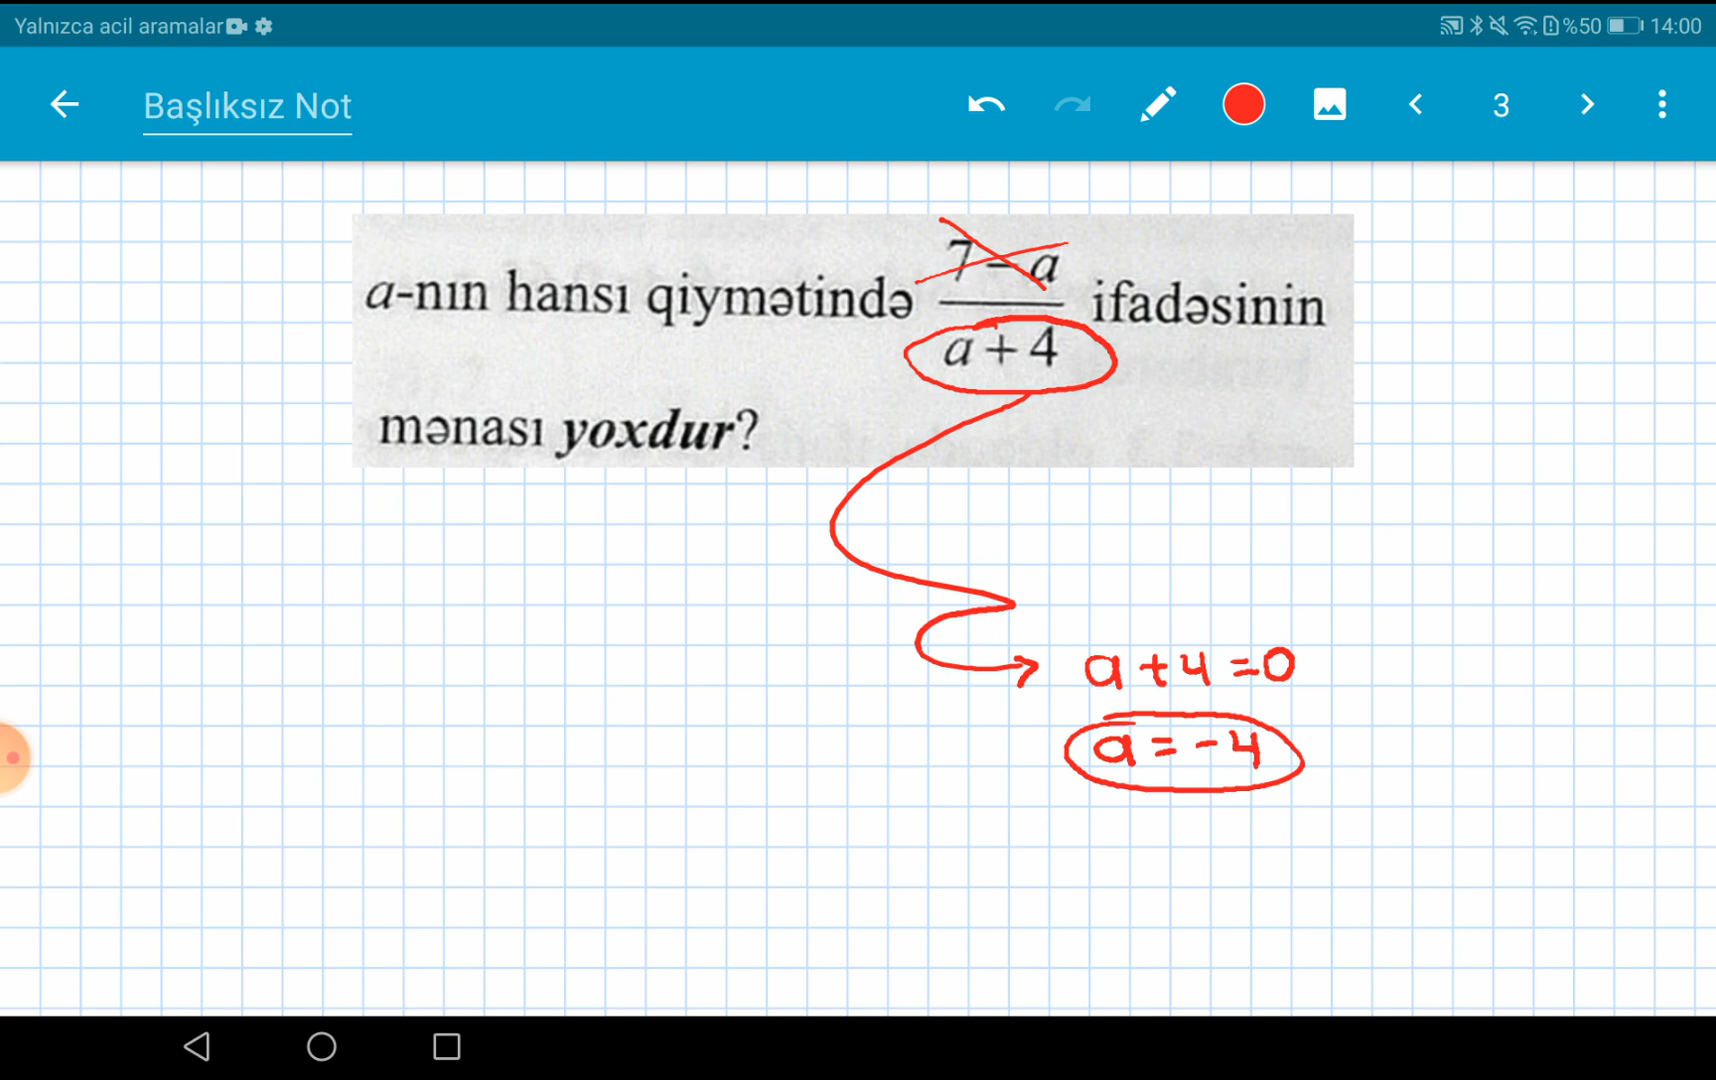 Yalnızca acil aramalar
%50 14:00
Başlıksız Not
3
a-nın hansı qiymətində 7 – a / a + 4 ifadəsinin
mənası yoxdur?
a + 4 = 0
a = - 4